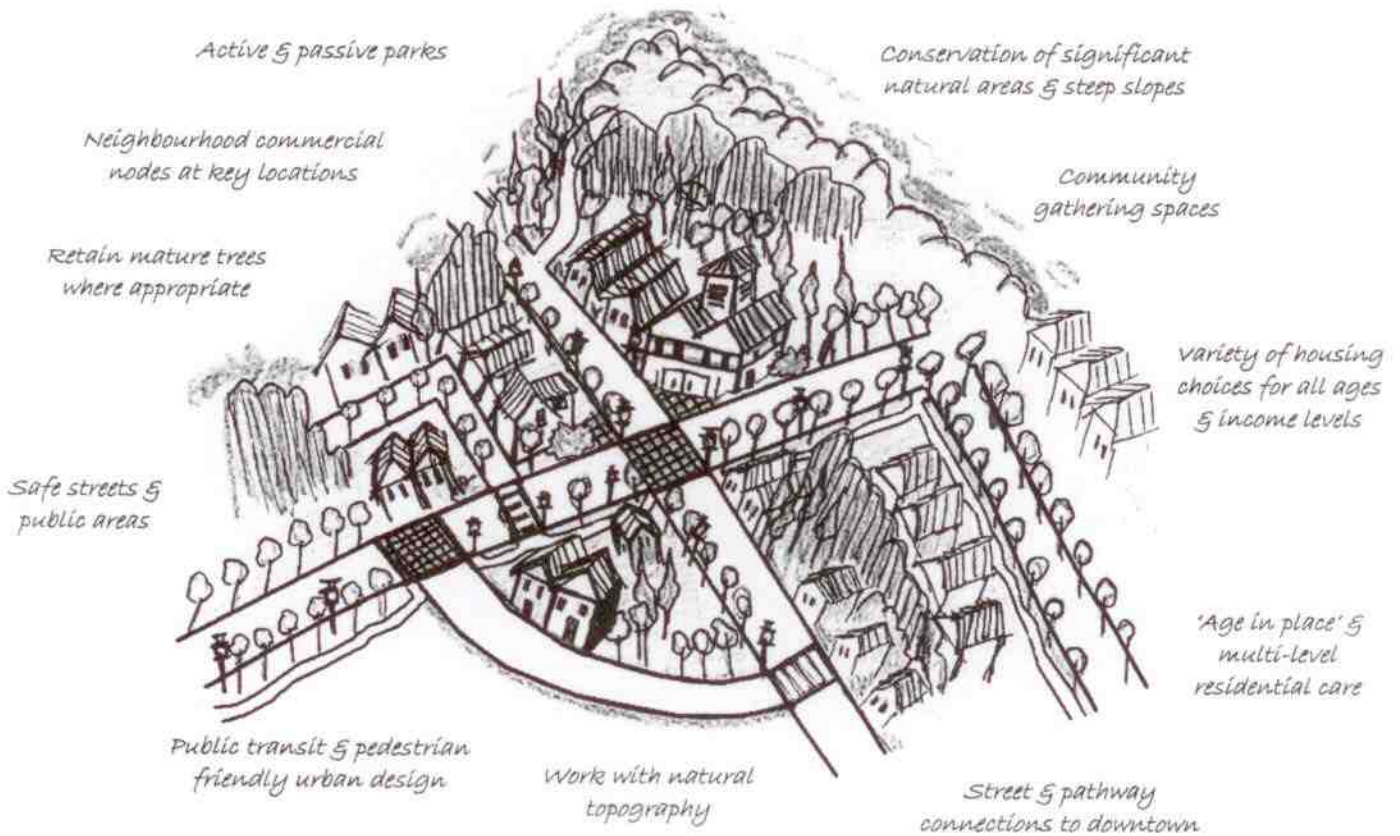 Active & passive parks
Conservation of significant
natural areas & steep slopes
Neighbourhood commercial
nodes at key locations
Community
gathering spaces
Retain mature trees
where appropriate
Variety of housing
choices for all ages
& income levels
Safe streets &
public areas
'Age in place' &
multi-level
residential care
Public transit & pedestrian
friendly urban design
Work with natural
topography
Street & pathway
connections to downtown